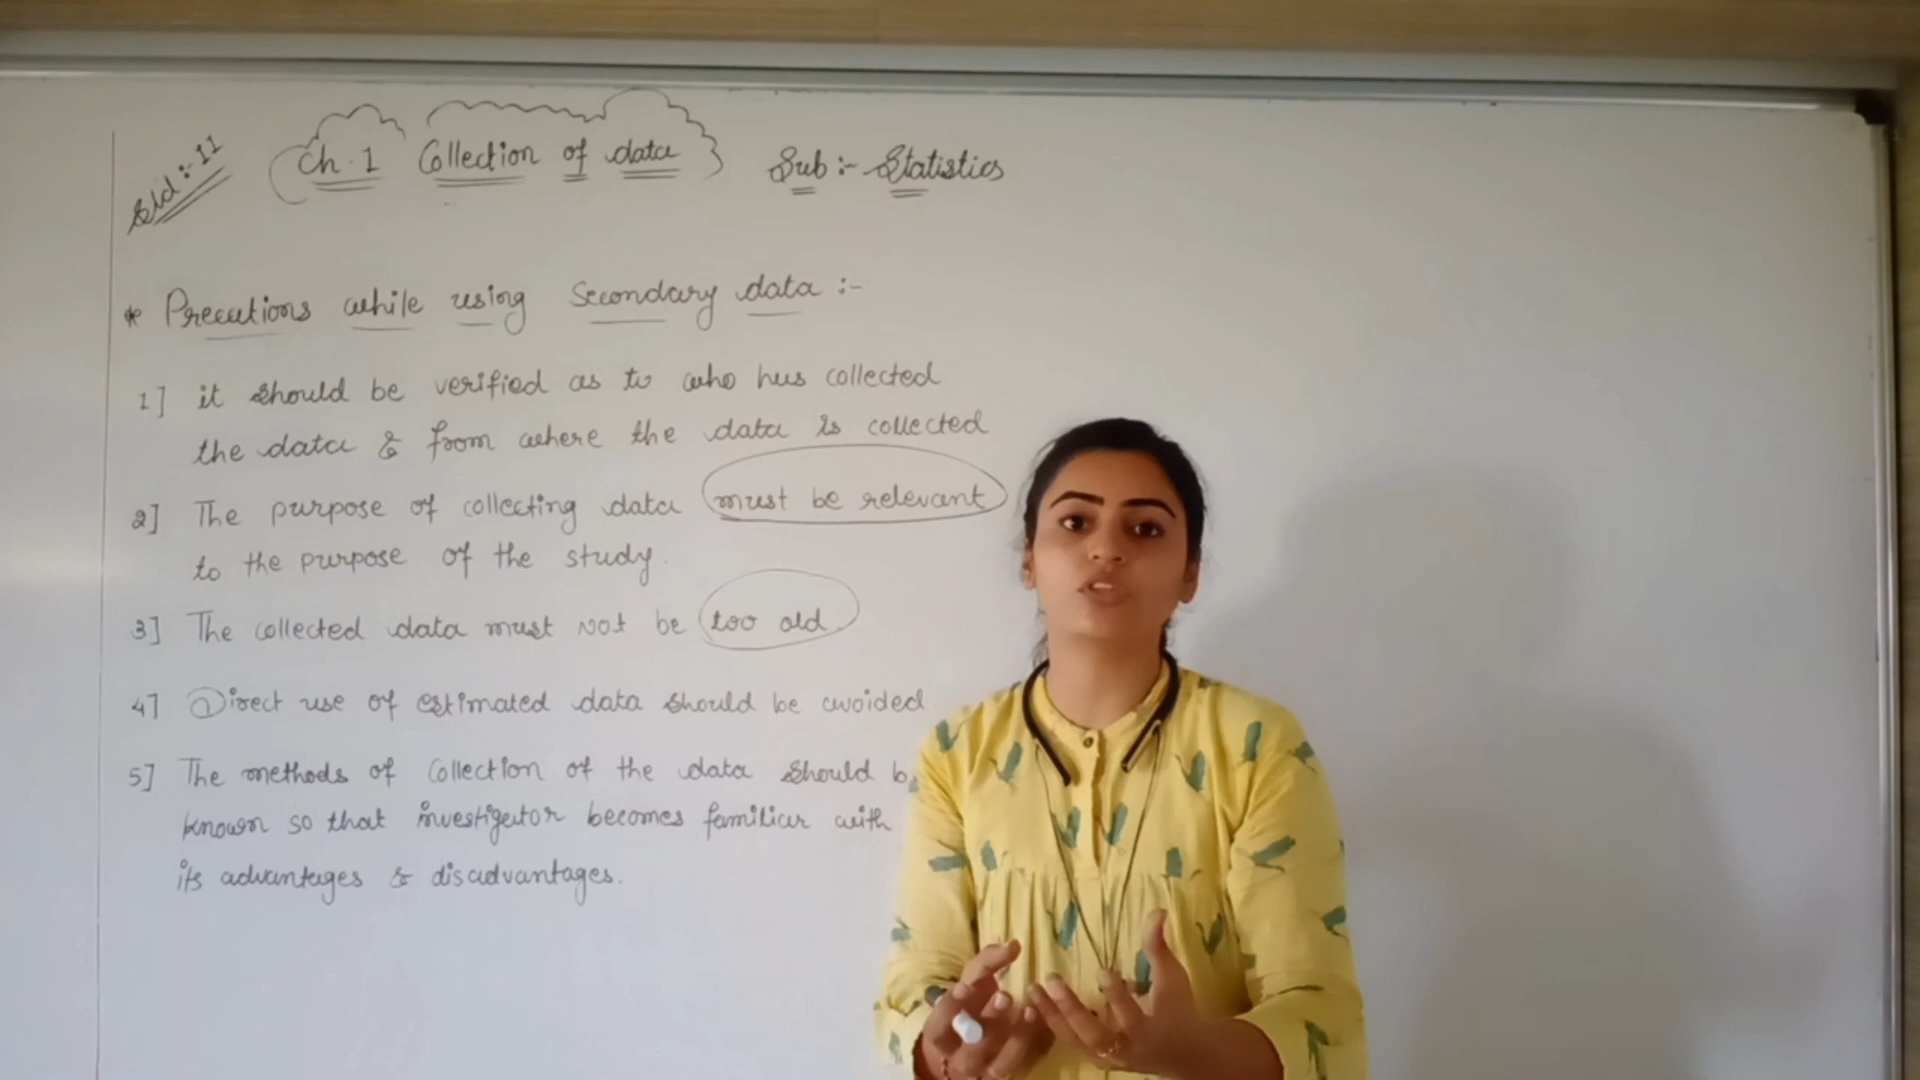 Std :- 11
Ch. 1 Collection of data
Sub :- Statistics
* Precutions while using Secondary data :-
1] it should be verified as to who has collected
the data & from where the data is collected
2] The purpose of collecting data must be relevant
to the purpose of the study.
3] The collected data must not be too old
4] Direct use of estimated data should be avoided
5] The methods of collection of the data should be
known so that investigator becomes familiar with
its advantages & disadvantages.